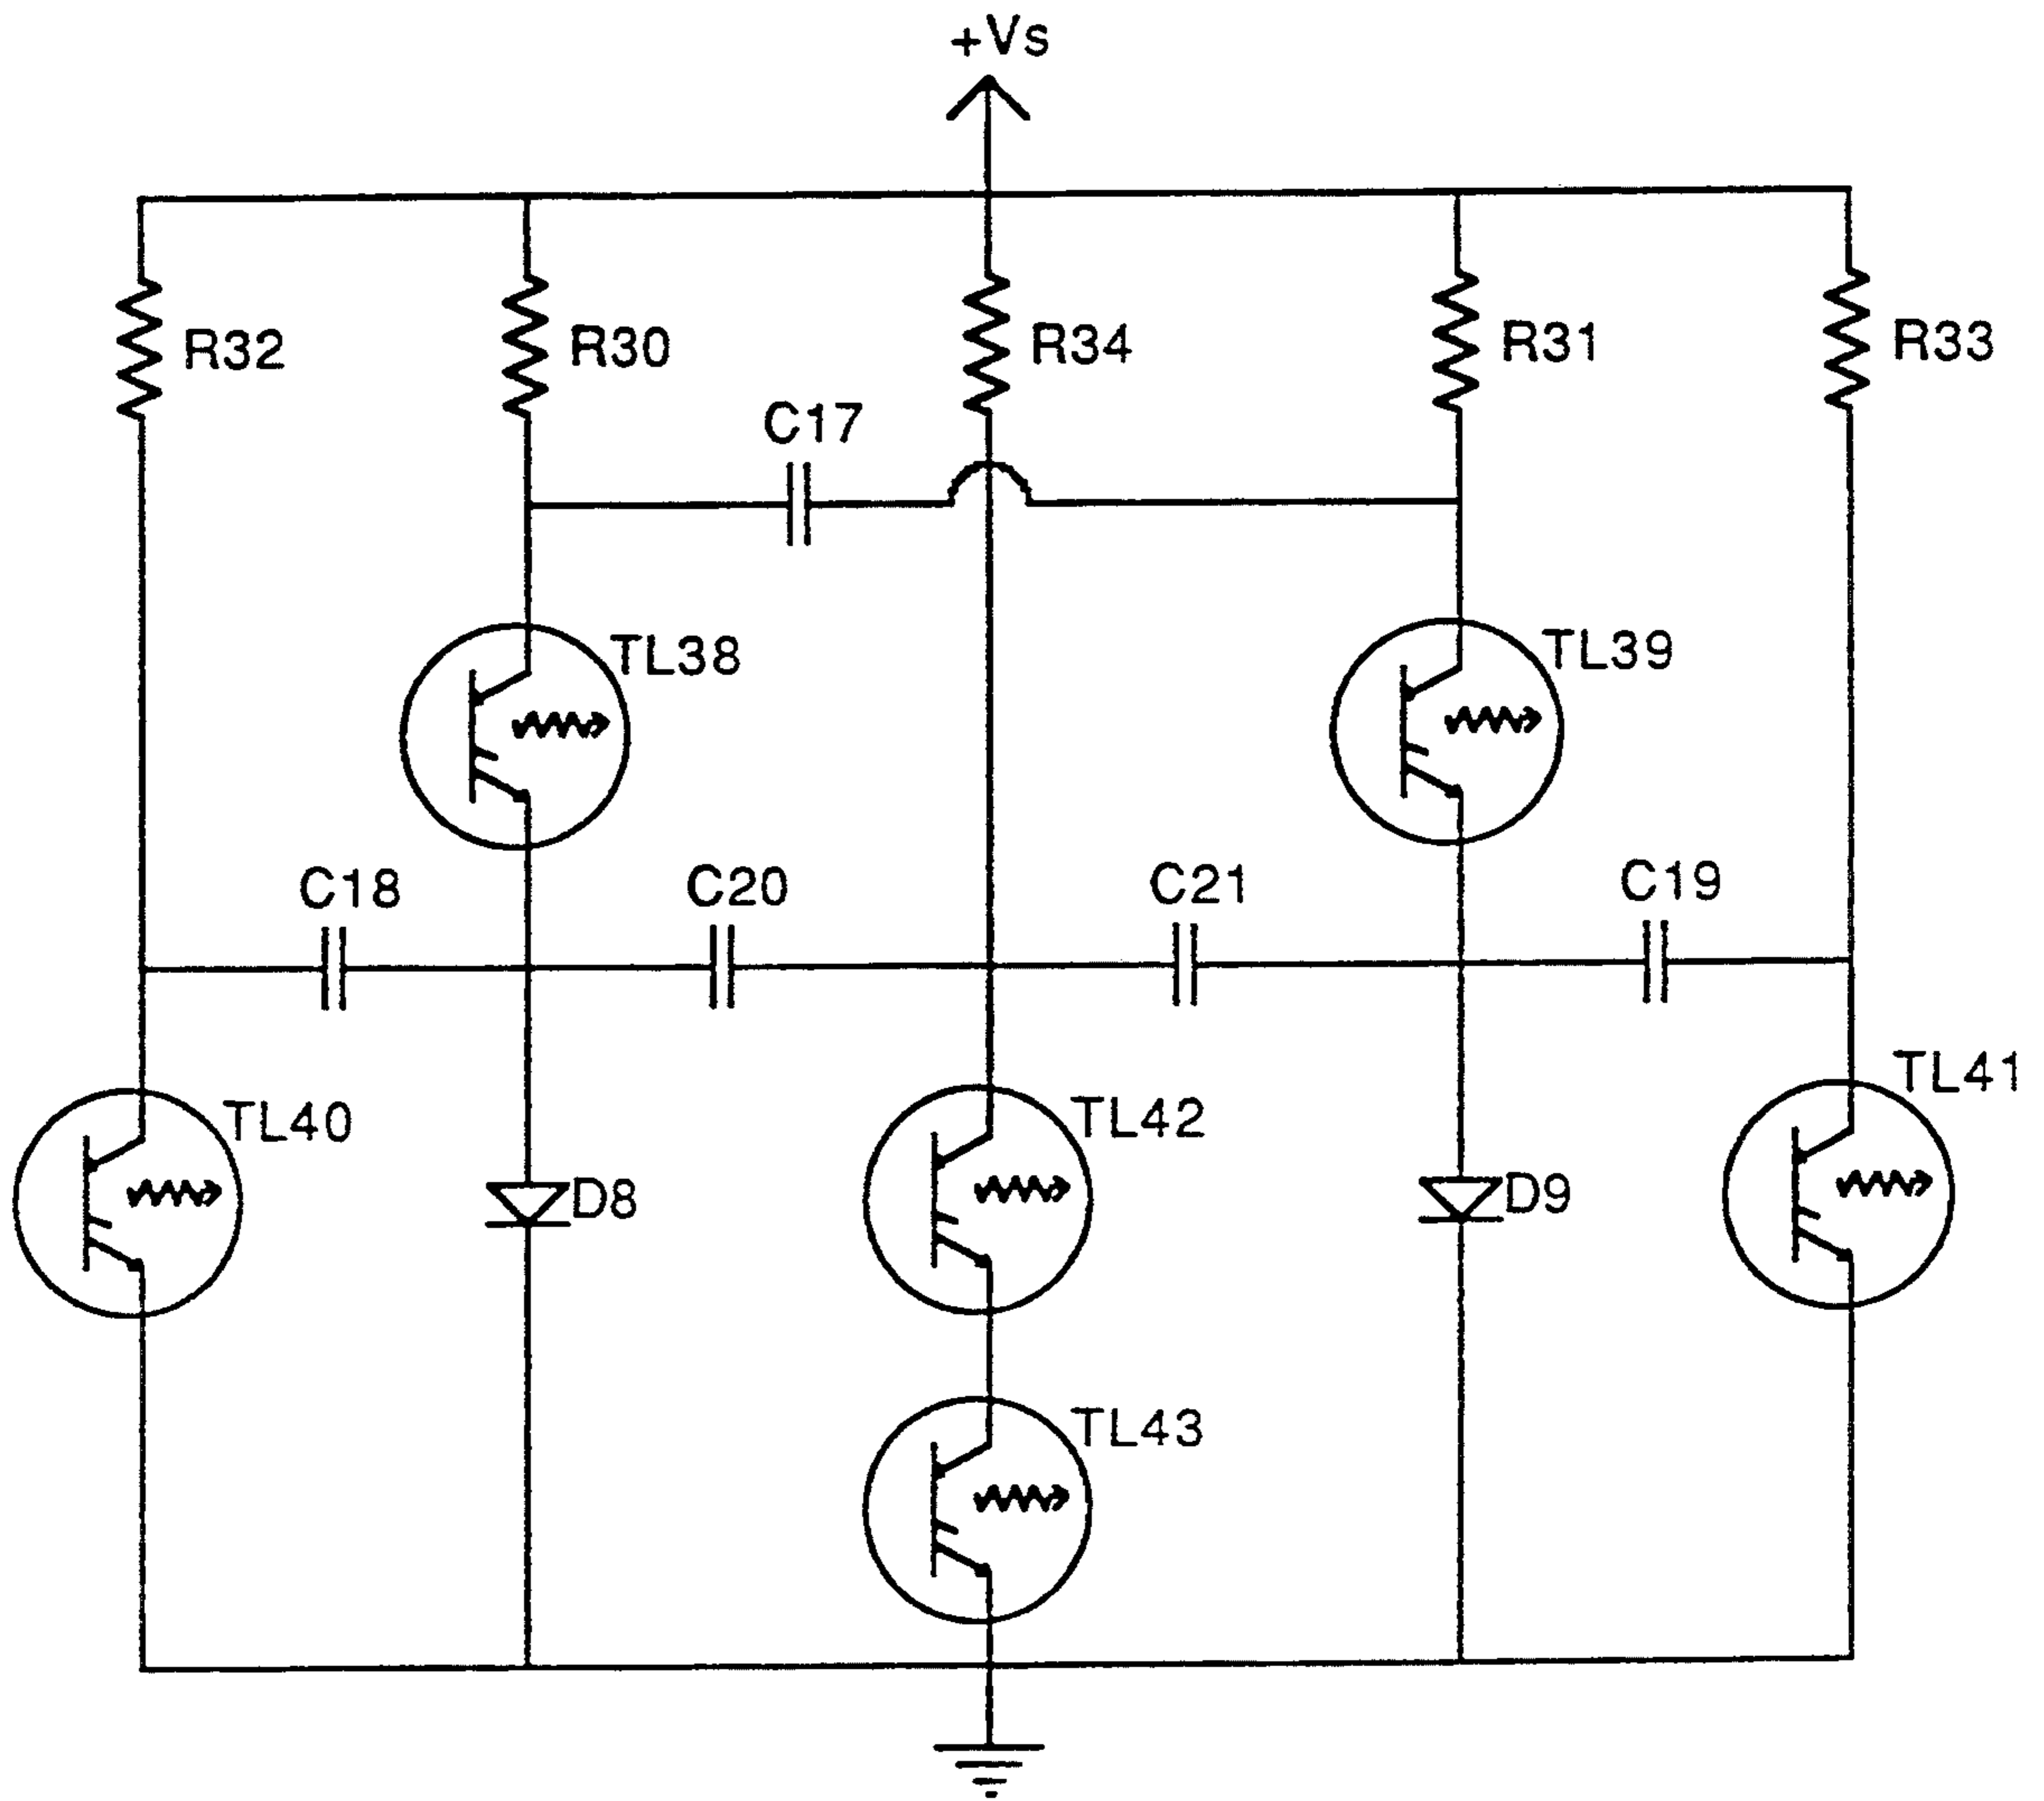 +Vs
R32
R30
R34
R31
R33
C17
TL38
TL39
C18
C20
C21
C19
TL40
TL42
TL41
D8
D9
TL43